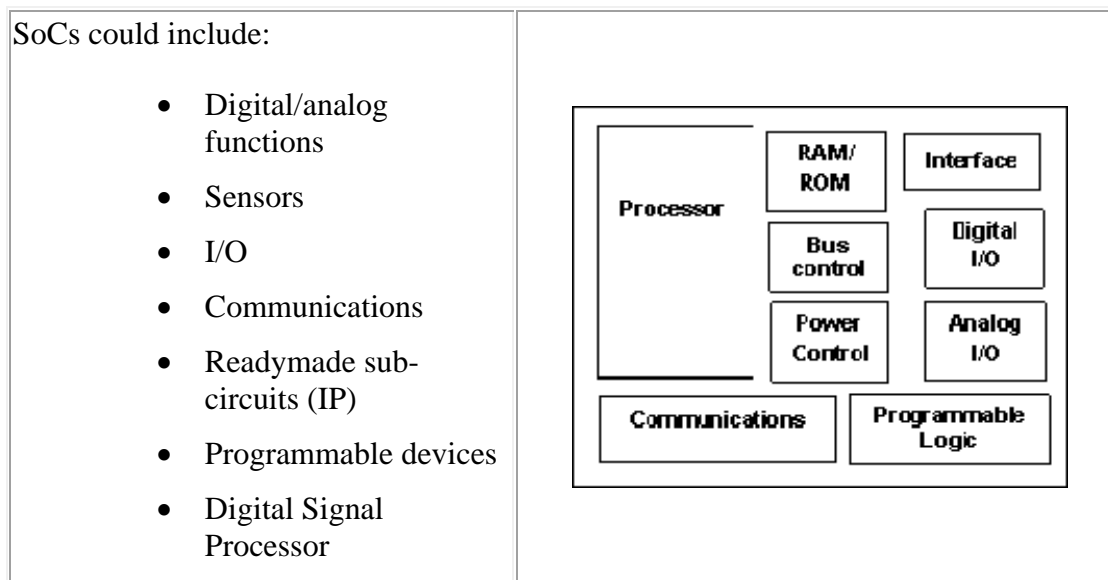 SoCs could include:
• Digital/analog
functions
• Sensors
• I/O
• Communications
• Readymade sub-
circuits (IP)
• Programmable devices
• Digital Signal
Processor
Processor
RAM/
ROM
Interface
Bus
control
Digital
I/O
Power
Control
Analog
I/O
Communications
Programmable
Logic